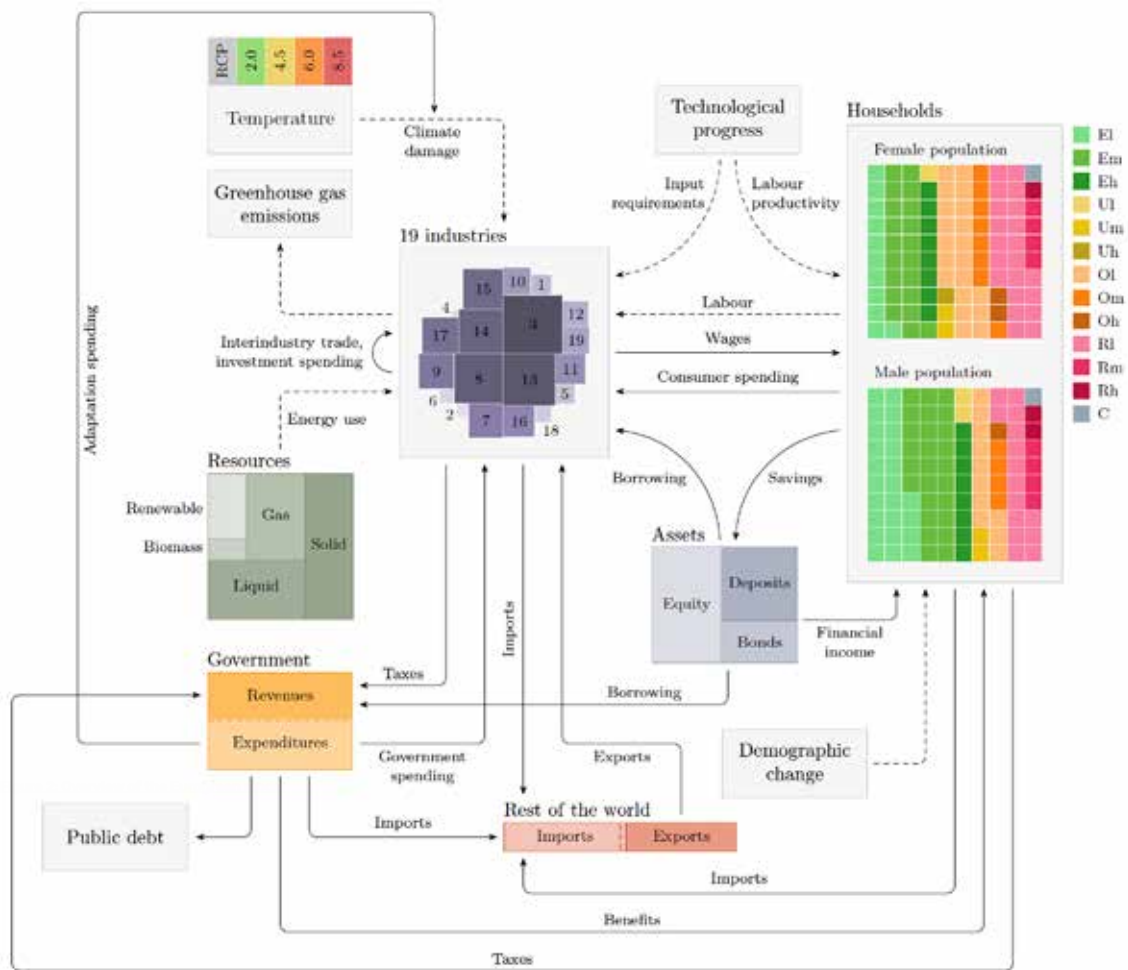 RCP 2.0 4.5 6.0 8.5
Temperature
Climate
damage
Greenhouse gas
emissions
Technological
progress
Input
requirements
Labour
productivity
Households
Female population
Male population
El
Em
Eh
Ul
Um
Uh
Ol
Om
Oh
Rl
Rm
Rh
C
19 industries
15 10 1
4 3 12
17 14 19
9 8 13 11
6 5
2 7 16 18
Interindustry trade,
investment spending
Labour
Wages
Consumer spending
Adaptation spending
Energy use
Resources
Renewable
Gas
Biomass
Solid
Liquid
Borrowing
Savings
Assets
Equity
Deposits
Bonds
Financial
income
Imports
Government
Revenues
Expenditures
Taxes
Borrowing
Government
spending
Exports
Demographic
change
Public debt
Imports
Rest of the world
Imports
Exports
Imports
Benefits
Taxes